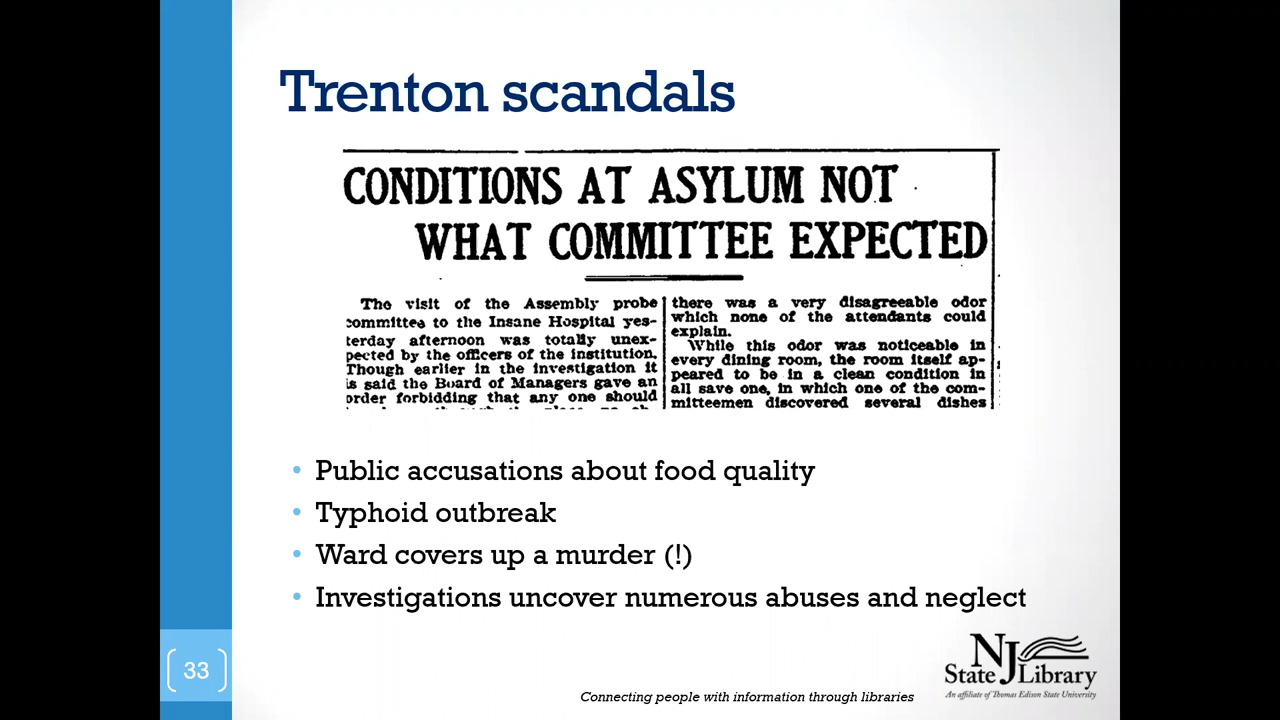 Trenton scandals
CONDITIONS AT ASYLUM NOT
WHAT COMMITTEE EXPECTED
The visit of the Assembly probe
committee to the Insane Hospital yes-
terday afternoon was totally unex-
pected by the officers of the institution.
Though earlier in the investigation it
is said the Board of Managers gave an
order forbidding that any one should
there was a very disagreeable odor
which none of the attendants could
explain.
While this odor was noticeable in
every dining room, the room itself ap-
peared to be in a clean condition in
all save one, in which one of the com-
mitteemen discovered several dishes
• Public accusations about food quality
• Typhoid outbreak
• Ward covers up a murder (!)
• Investigations uncover numerous abuses and neglect
33
NJ
State Library
An affiliate of Thomas Edison State University
Connecting people with information through libraries